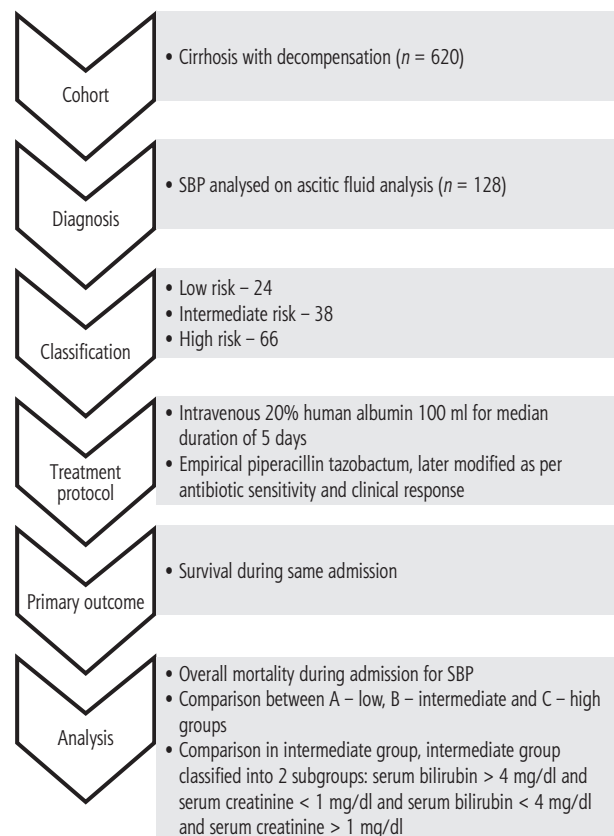 Cohort
• Cirrhosis with decompensation (n = 620)
Diagnosis
• SBP analysed on ascitic fluid analysis (n = 128)
Classification
• Low risk – 24
• Intermediate risk – 38
• High risk – 66
Treatment
protocol
• Intravenous 20% human albumin 100 ml for median
duration of 5 days
• Empirical piperacillin tazobactum, later modified as per
antibiotic sensitivity and clinical response
Primary outcome
• Survival during same admission
Analysis
• Overall mortality during admission for SBP
• Comparison between A – low, B – intermediate and C – high
groups
• Comparison in intermediate group, intermediate group
classified into 2 subgroups: serum bilirubin > 4 mg/dl and
serum creatinine < 1 mg/dl and serum bilirubin < 4 mg/dl
and serum creatinine > 1 mg/dl